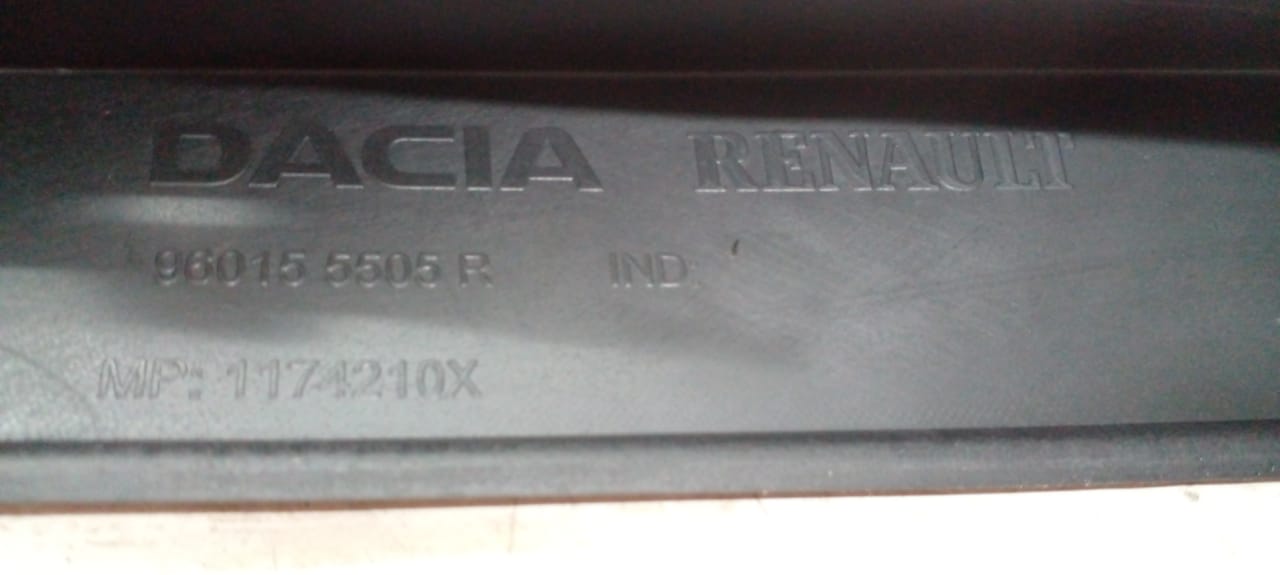 DACIA RENAULT
96015 5505 R IND:
MP: 1174210X